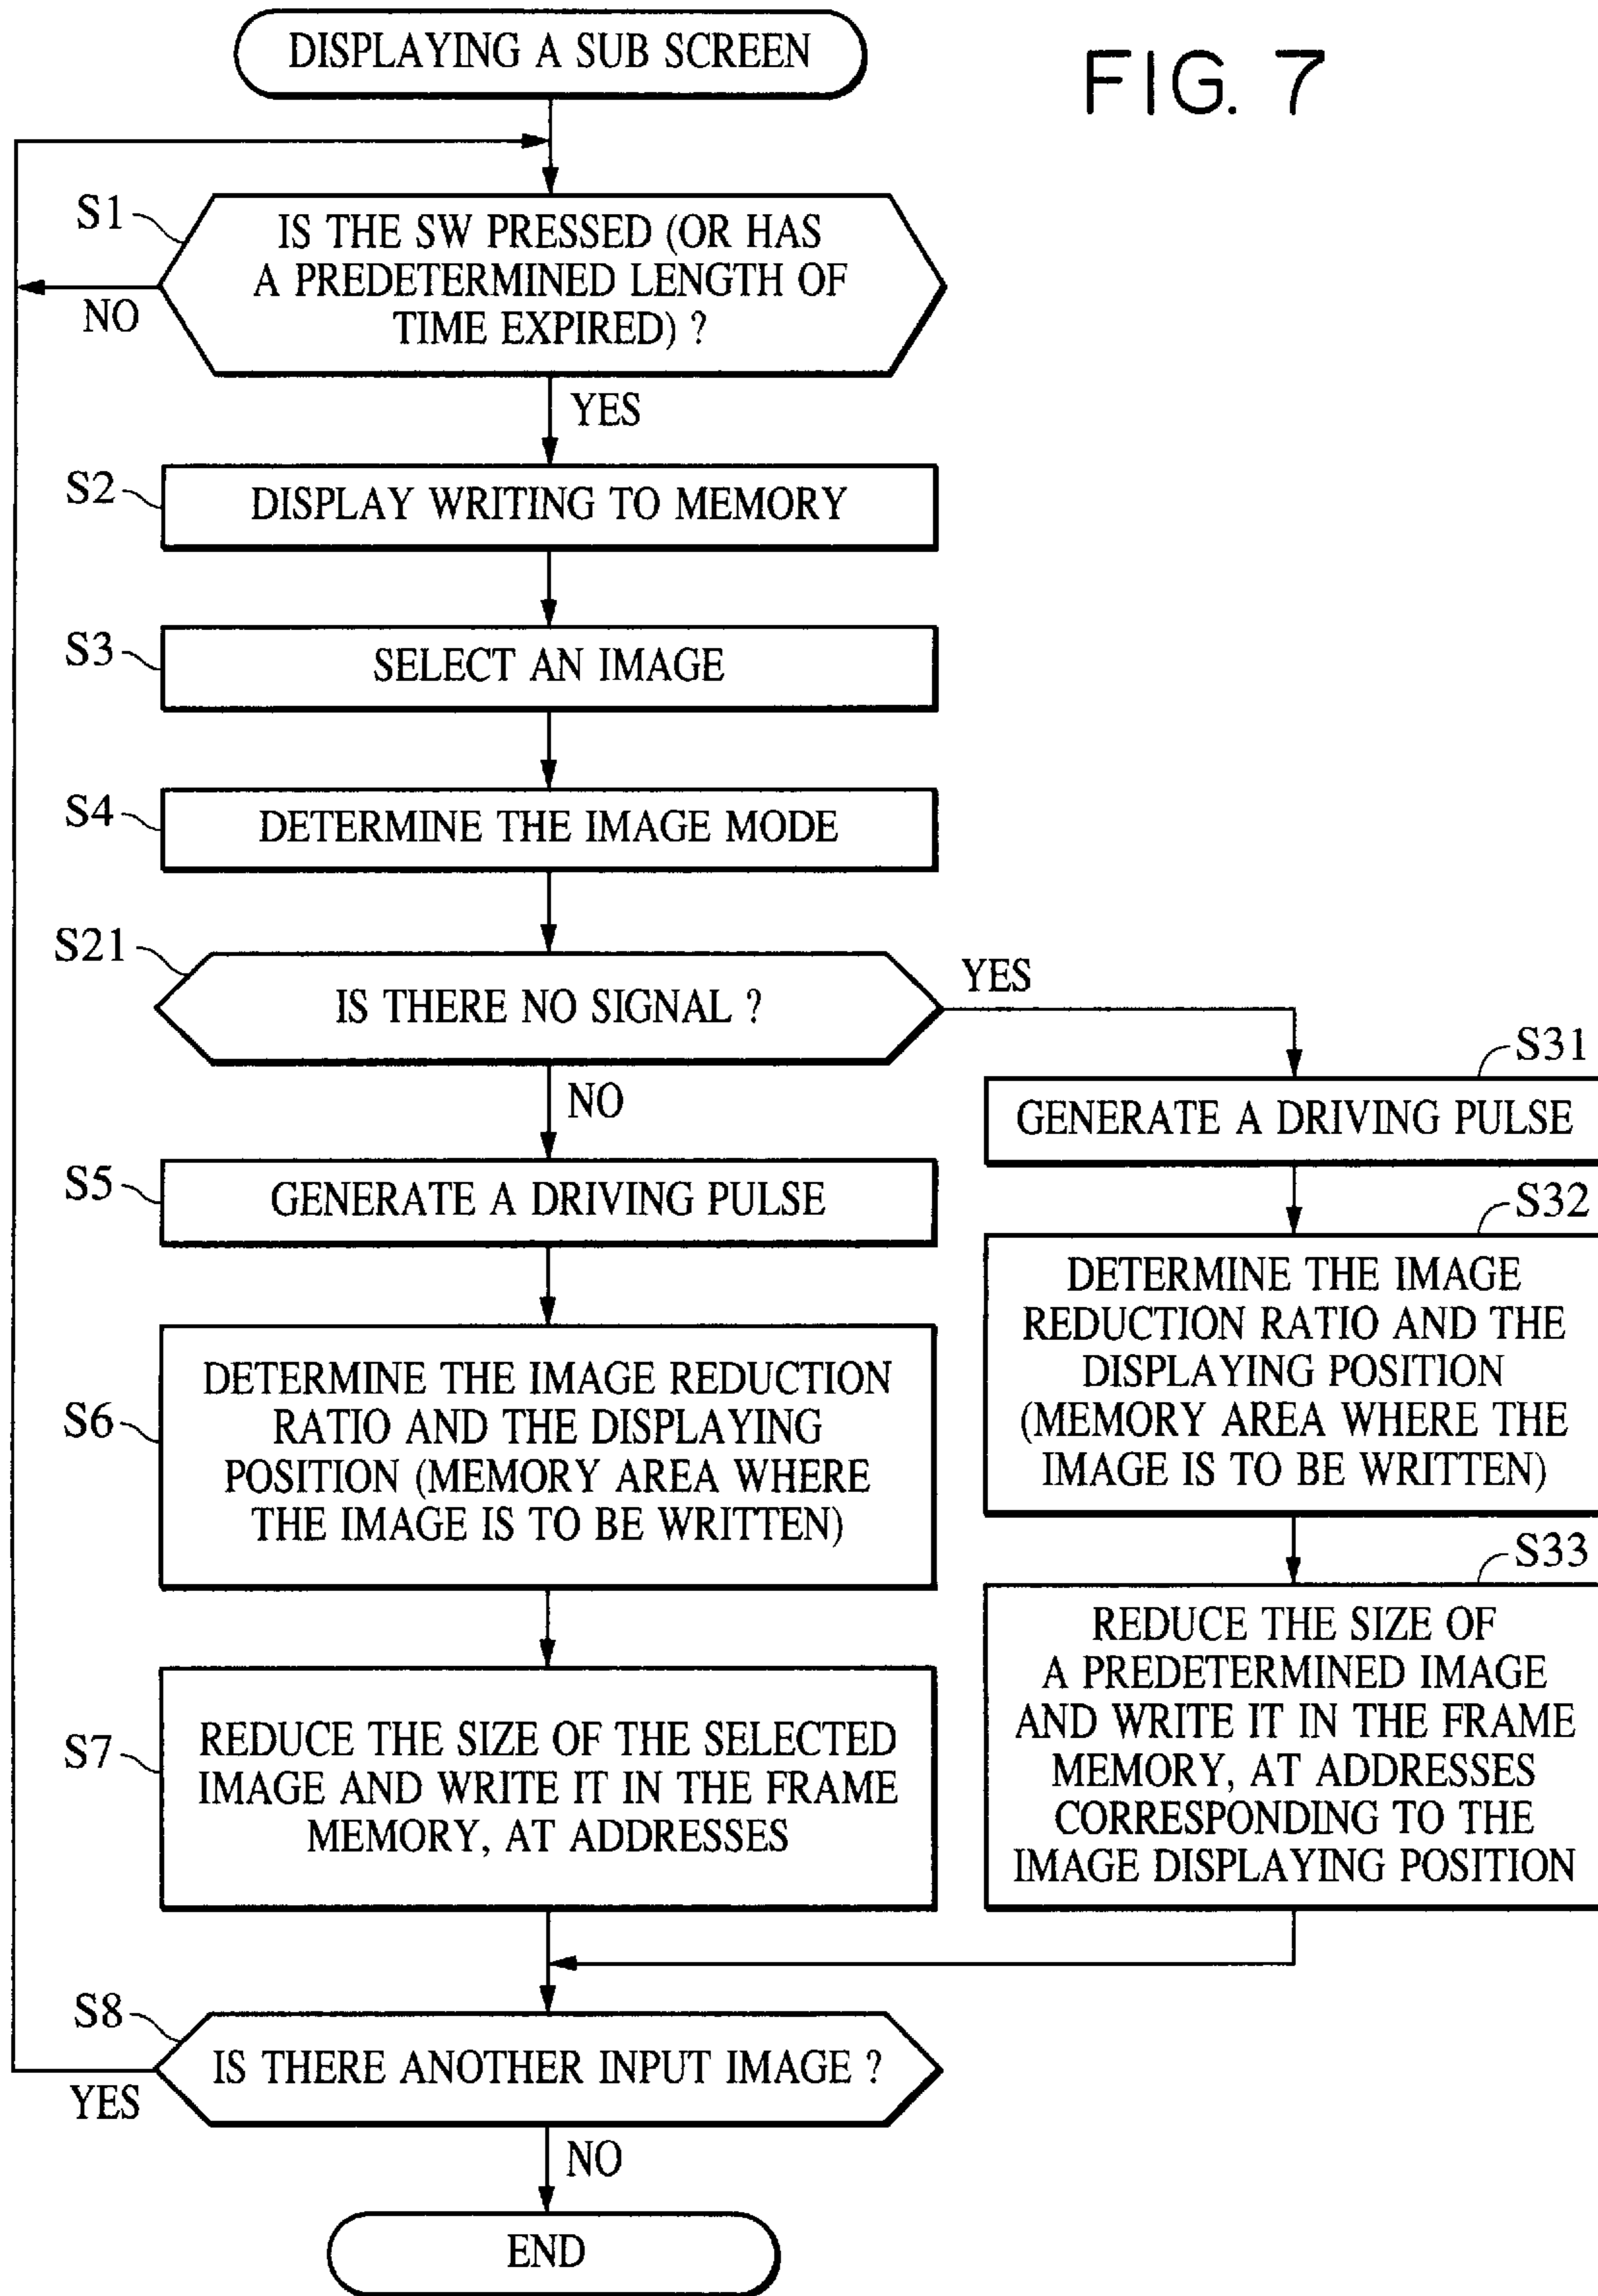 DISPLAYING A SUB SCREEN
FIG. 7
S1
IS THE SW PRESSED (OR HAS
A PREDETERMINED LENGTH OF
TIME EXPIRED) ?
NO
YES
S2
DISPLAY WRITING TO MEMORY
S3
SELECT AN IMAGE
S4
DETERMINE THE IMAGE MODE
S21
IS THERE NO SIGNAL ?
YES
NO
S31
GENERATE A DRIVING PULSE
S5
GENERATE A DRIVING PULSE
S32
DETERMINE THE IMAGE
REDUCTION RATIO AND THE
DISPLAYING POSITION
(MEMORY AREA WHERE THE
IMAGE IS TO BE WRITTEN)
S6
DETERMINE THE IMAGE REDUCTION
RATIO AND THE DISPLAYING
POSITION (MEMORY AREA WHERE
THE IMAGE IS TO BE WRITTEN)
S33
REDUCE THE SIZE OF
A PREDETERMINED IMAGE
AND WRITE IT IN THE FRAME
MEMORY, AT ADDRESSES
CORRESPONDING TO THE
IMAGE DISPLAYING POSITION
S7
REDUCE THE SIZE OF THE SELECTED
IMAGE AND WRITE IT IN THE FRAME
MEMORY, AT ADDRESSES
S8
IS THERE ANOTHER INPUT IMAGE ?
YES
NO
END